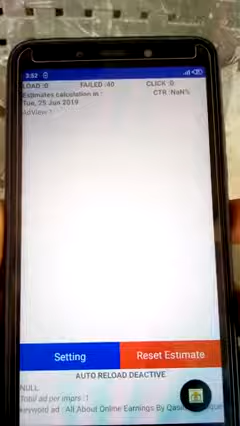 3:52
LOAD :0 FAILED :40 CLICK :0
Estimates calculation in : CTR :NaN%
Tue, 25 Jun 2019
AdView 1
Setting Reset Estimate
AUTO RELOAD DEACTIVE
NULL
Total ad per imprs :1
keyword ad : All About Online Earnings By